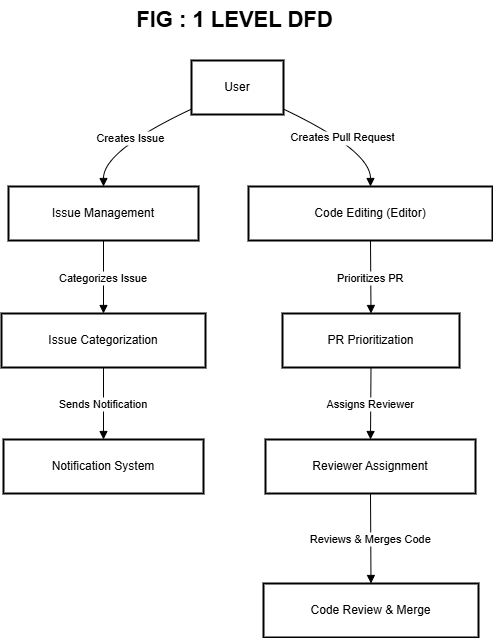 FIG : 1 LEVEL DFD
User
Creates Issue
Creates Pull Request
Issue Management
Code Editing (Editor)
Categorizes Issue
Prioritizes PR
Issue Categorization
PR Prioritization
Sends Notification
Assigns Reviewer
Notification System
Reviewer Assignment
Reviews & Merges Code
Code Review & Merge